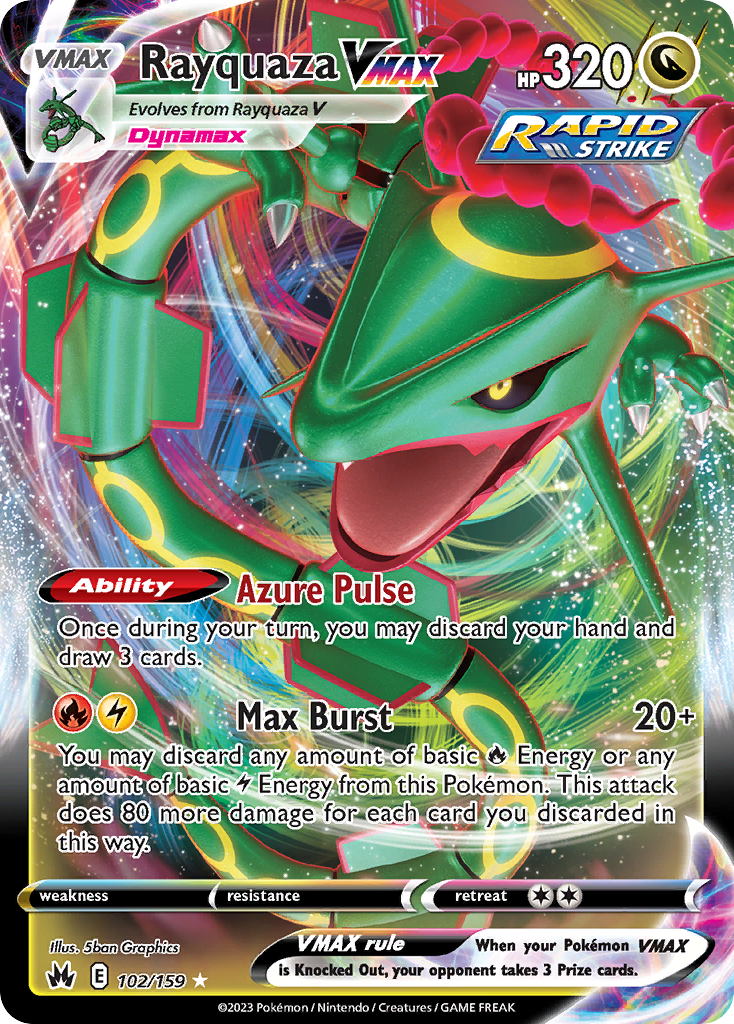 VMAX
Rayquaza VMAX
HP 320
Evolves from Rayquaza V
Dynamax
RAPID
STRIKE
Ability Azure Pulse
Once during your turn, you may discard your hand and
draw 3 cards.
Max Burst 20+
You may discard any amount of basic Energy or any
amount of basic Energy from this Pokémon. This attack
does 80 more damage for each card you discarded in
this way.
weakness resistance retreat
Illus. 5ban Graphics
VMAX rule When your Pokémon VMAX
is Knocked Out, your opponent takes 3 Prize cards.
E 102/159 ★
©2023 Pokémon / Nintendo / Creatures / GAME FREAK